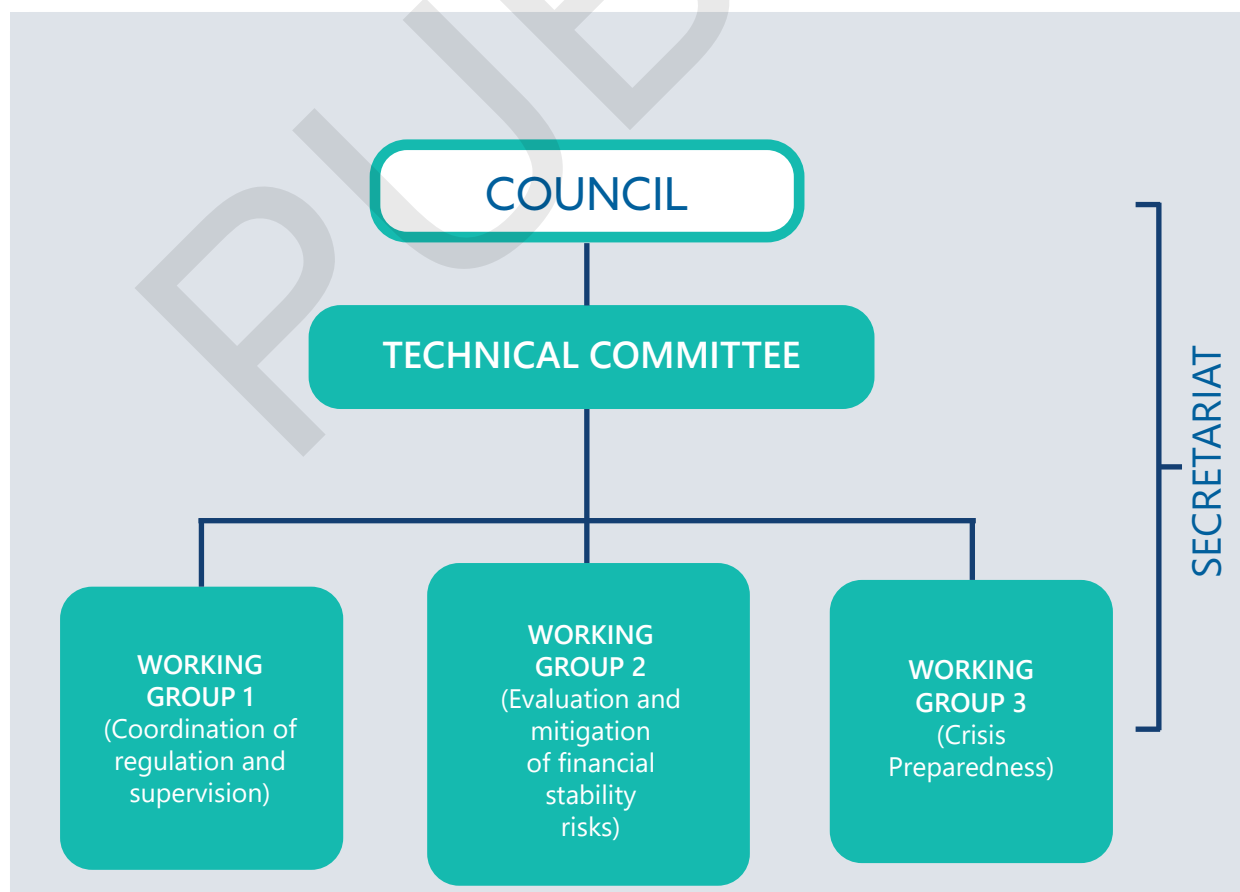 COUNCIL
TECHNICAL COMMITTEE
SECRETARIAT
WORKING
GROUP 1
(Coordination of
regulation and
supervision)
WORKING
GROUP 2
(Evaluation and
mitigation
of financial
stability
risks)
WORKING
GROUP 3
(Crisis
Preparedness)